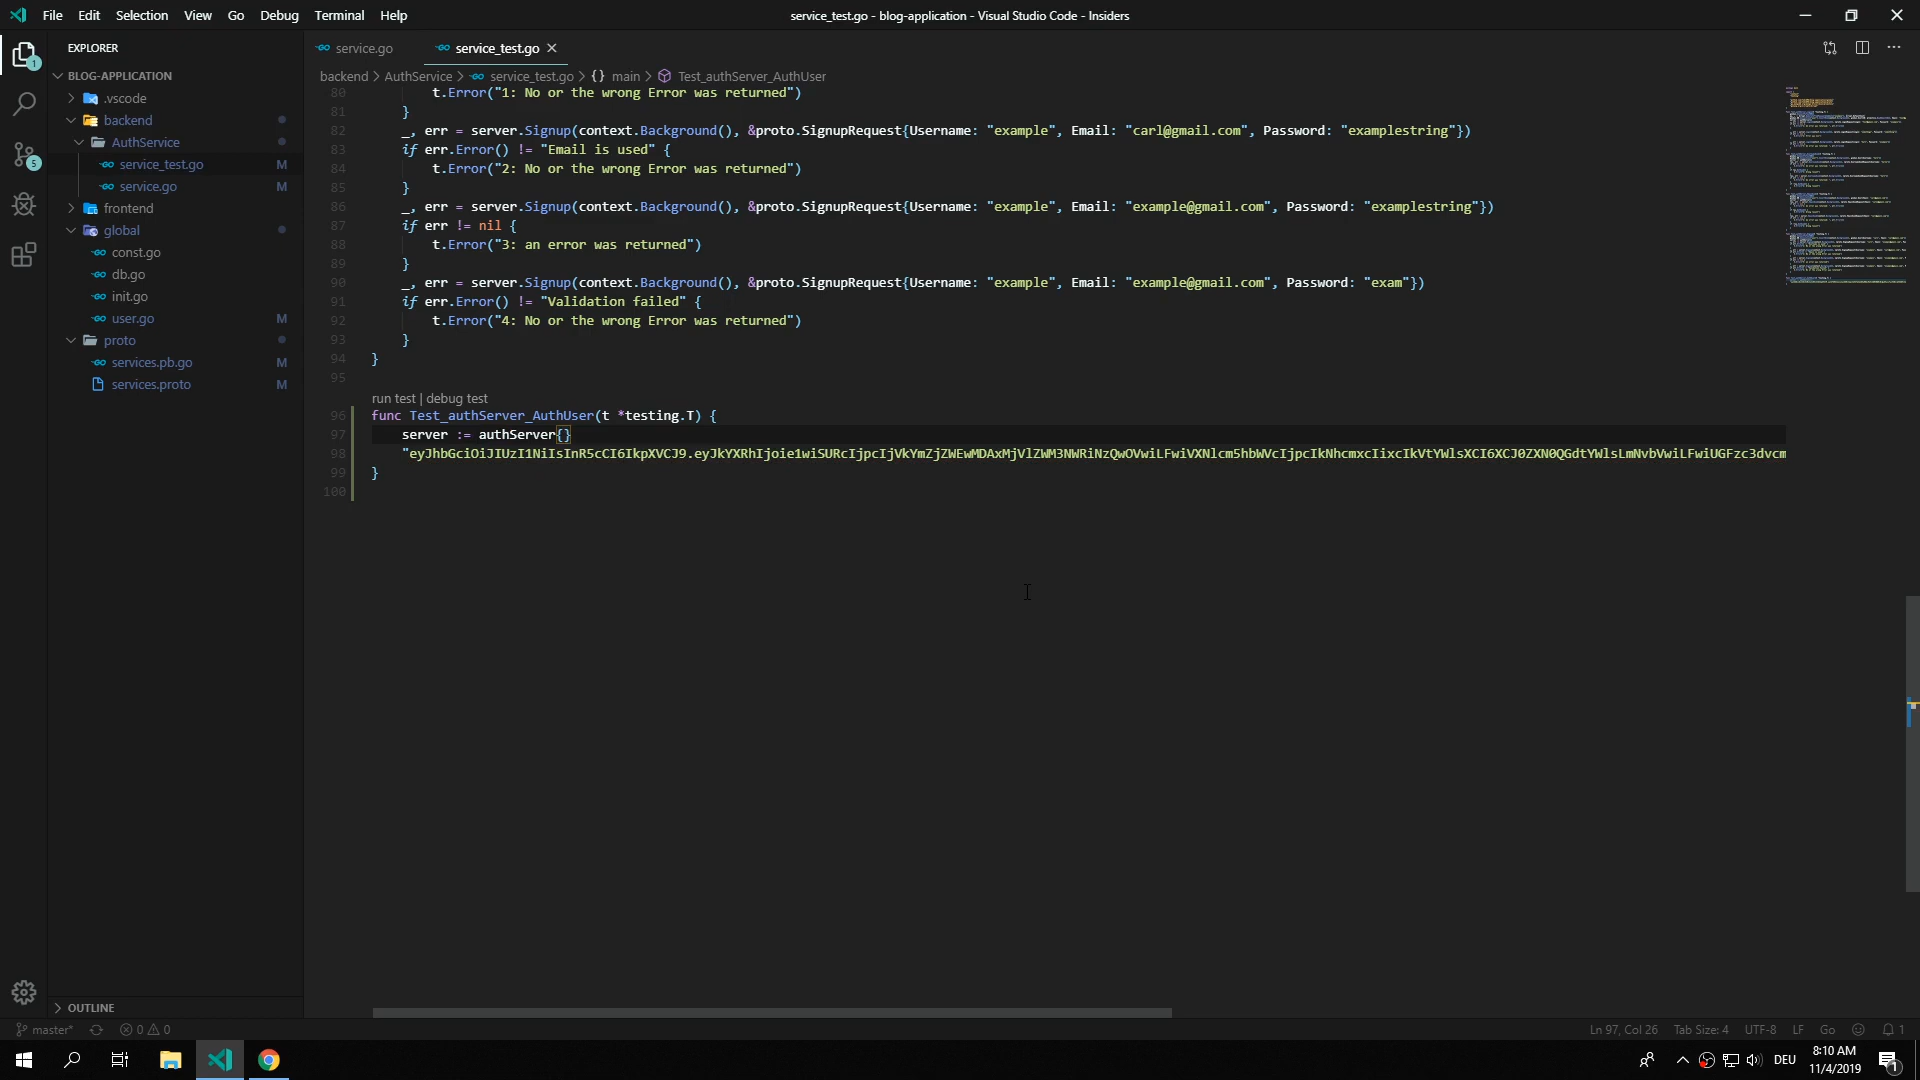 File Edit Selection View Go Debug Terminal Help
service_test.go - blog-application - Visual Studio Code - Insiders
EXPLORER
BLOG-APPLICATION
.vscode
backend
AuthService
service_test.go M
service.go M
frontend
global
const.go
db.go
init.go
user.go M
proto
services.pb.go M
services.proto M
OUTLINE
1
5
service.go
service_test.go
backend > AuthService > service_test.go > {} main > Test_authServer_AuthUser
80 t.Error("1: No or the wrong Error was returned")
81 }
82 _, err = server.Signup(context.Background(), &proto.SignupRequest{Username: "example", Email: "carl@gmail.com", Password: "examplestring"})
83 if err.Error() != "Email is used" {
84 t.Error("2: No or the wrong Error was returned")
85 }
86 _, err = server.Signup(context.Background(), &proto.SignupRequest{Username: "example", Email: "example@gmail.com", Password: "examplestring"})
87 if err != nil {
88 t.Error("3: an error was returned")
89 }
90 _, err = server.Signup(context.Background(), &proto.SignupRequest{Username: "example", Email: "example@gmail.com", Password: "exam"})
91 if err.Error() != "Validation failed" {
92 t.Error("4: No or the wrong Error was returned")
93 }
94 }
95
run test | debug test
96 func Test_authServer_AuthUser(t *testing.T) {
97 server := authServer{}
98
99 }
100
master* 0 0
Ln 97, Col 26 Tab Size: 4 UTF-8 LF Go 1
DEU
8:10 AM
11/4/2019
1